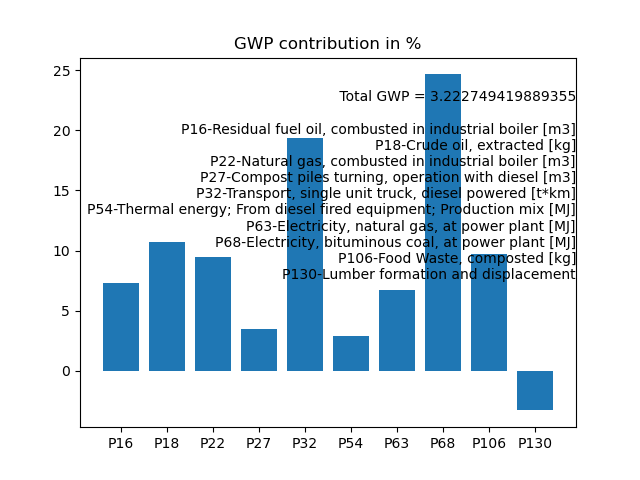 GWP contribution in %
25
20
15
10
5
0
Total GWP = 3.222749419889355
P16-Residual fuel oil, combusted in industrial boiler [m3]
P18-Crude oil, extracted [kg]
P22-Natural gas, combusted in industrial boiler [m3]
P27-Compost piles turning, operation with diesel [m3]
P32-Transport, single unit truck, diesel powered [t*km]
P54-Thermal energy; From diesel fired equipment; Production mix [MJ]
P63-Electricity, natural gas, at power plant [MJ]
P68-Electricity, bituminous coal, at power plant [MJ]
P106-Food Waste, composted [kg]
P130-Lumber formation and displacement
P16 P18 P22 P27 P32 P54 P63 P68 P106 P130